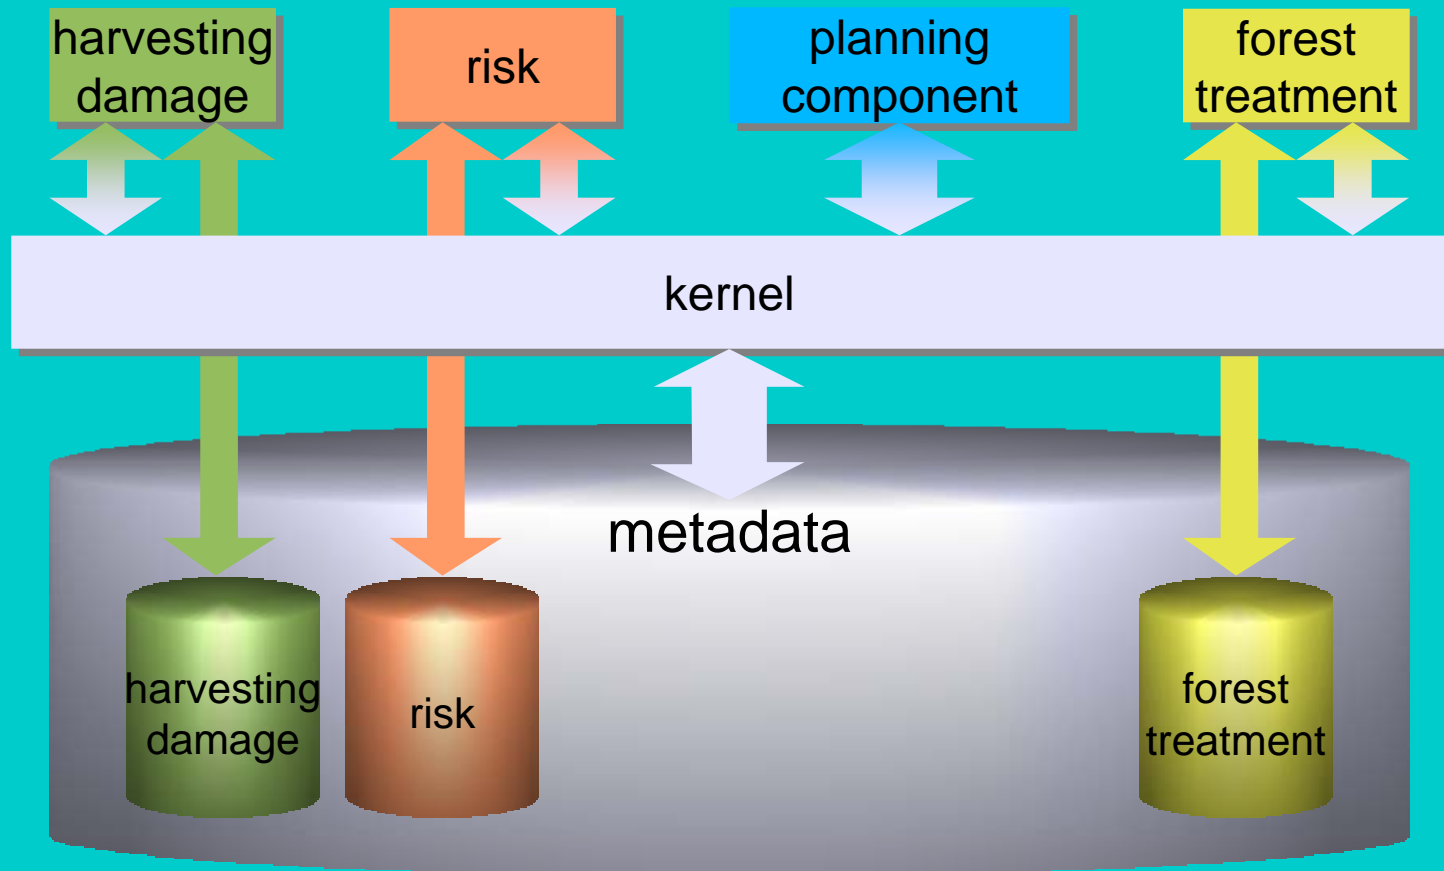 harvesting
damage
risk
planning
component
forest
treatment
kernel
metadata
harvesting
damage
risk
forest
treatment